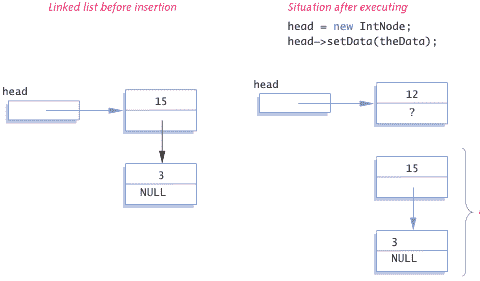 Linked list before insertion
Situation after executing
head = new IntNode;
head->setData(theData);
head
15
3
NULL
head
12
?
15
3
NULL